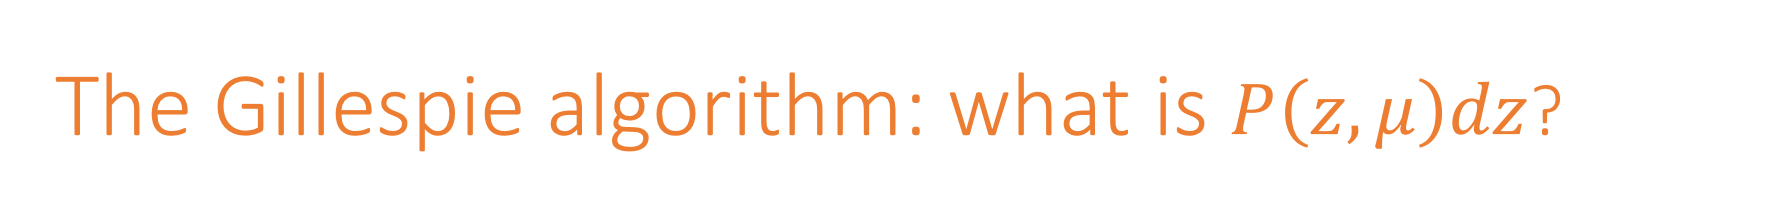 The Gillespie algorithm: what is P(z, μ)dz?